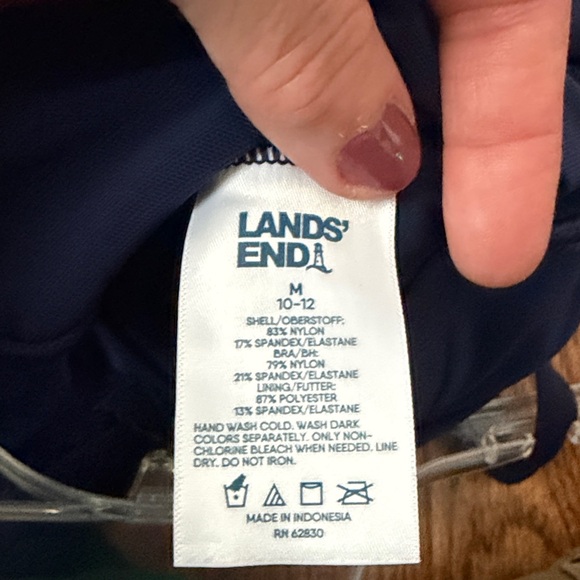 LANDS'
END
M
10-12
SHELL/OBERSTOFF:
83% NYLON
17% SPANDEX/ELASTANE
BRA/BH:
79% NYLON
21% SPANDEX/ELASTANE
LINING/FUTTER:
87% POLYESTER
13% SPANDEX/ELASTANE
HAND WASH COLD. WASH DARK
COLORS SEPARATELY. ONLY NON-
CHLORINE BLEACH WHEN NEEDED. LINE
DRY. DO NOT IRON.
MADE IN INDONESIA
RN 62830